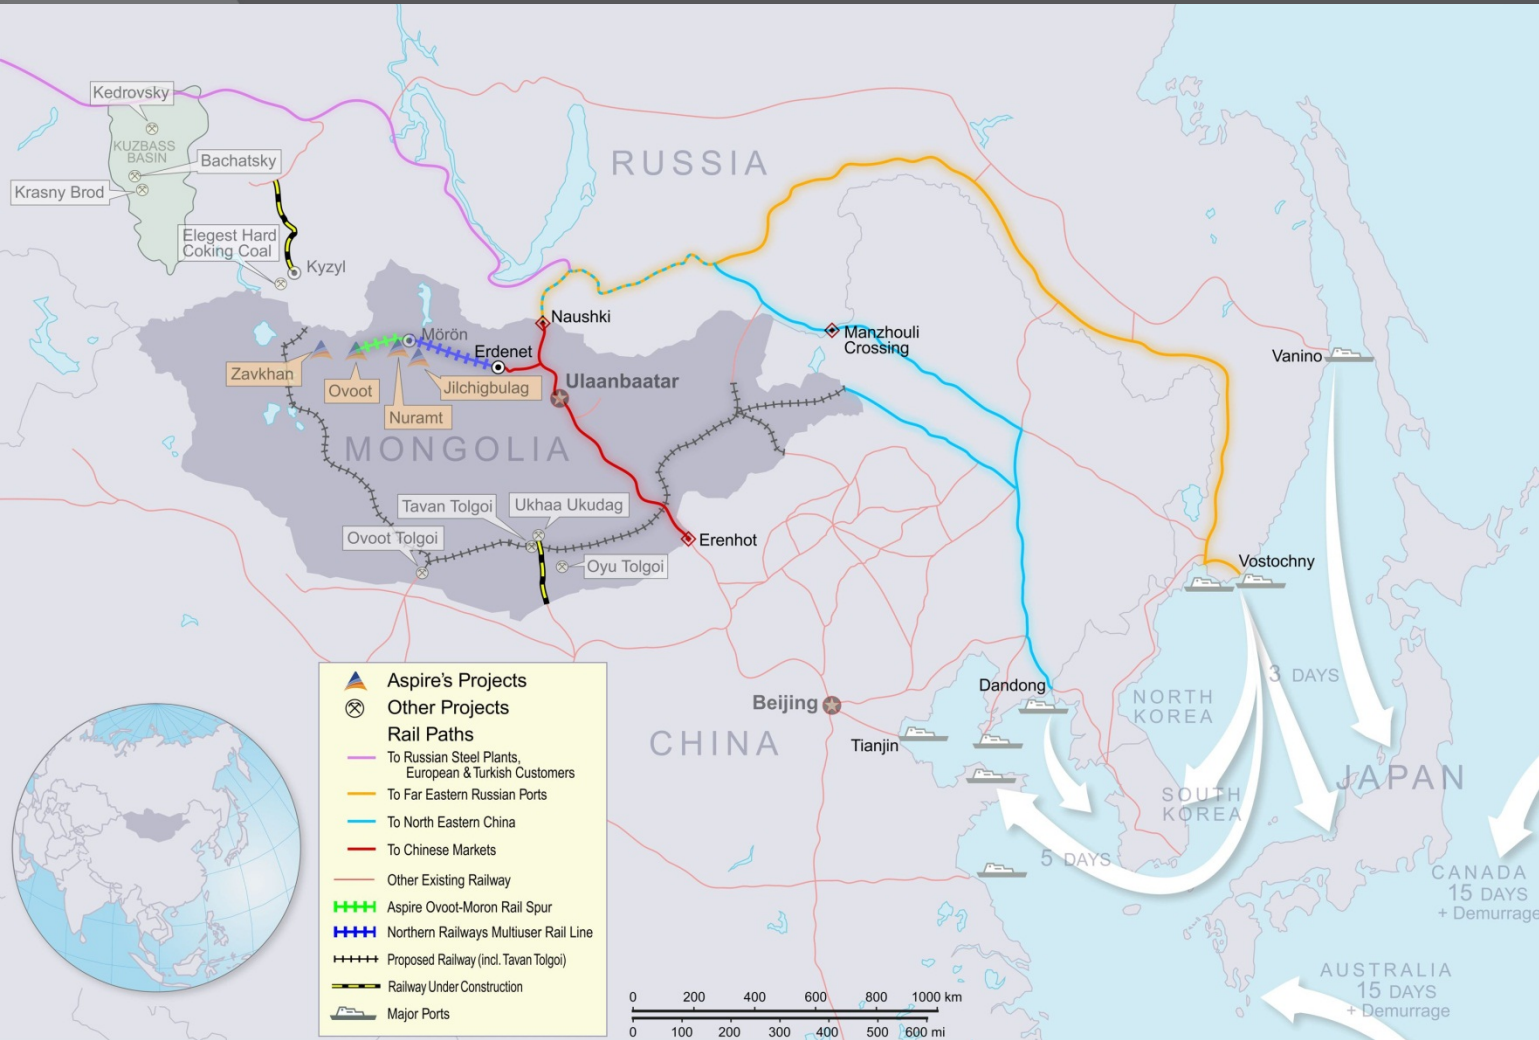 Kedrovsky
KUZBASS
BASIN
Bachatsky
Krasny Brod
Elegest Hard
Coking Coal
Kyzyl
RUSSIA
Naushki
Mörön
Erdenet
Manzhouli
Crossing
Vanino
Zavkhan
Ovoot
Jilchigbulag
Nuramt
Ulaanbaatar
MONGOLIA
Tavan Tolgoi
Ukhaa Ukudag
Ovoot Tolgoi
Oyu Tolgoi
Erenhot
Vostochny
3 DAYS
Dandong
NORTH
KOREA
Beijing
Tianjin
CHINA
JAPAN
SOUTH
KOREA
5 DAYS
CANADA
15 DAYS
+ Demurrage
AUSTRALIA
15 DAYS
+ Demurrage
Aspire's Projects
Other Projects
Rail Paths
To Russian Steel Plants,
European & Turkish Customers
To Far Eastern Russian Ports
To North Eastern China
To Chinese Markets
Other Existing Railway
Aspire Ovoot-Moron Rail Spur
Northern Railways Multiuser Rail Line
Proposed Railway (incl. Tavan Tolgoi)
Railway Under Construction
Major Ports
0 200 400 600 800 1000 km
0 100 200 300 400 500 600 mi